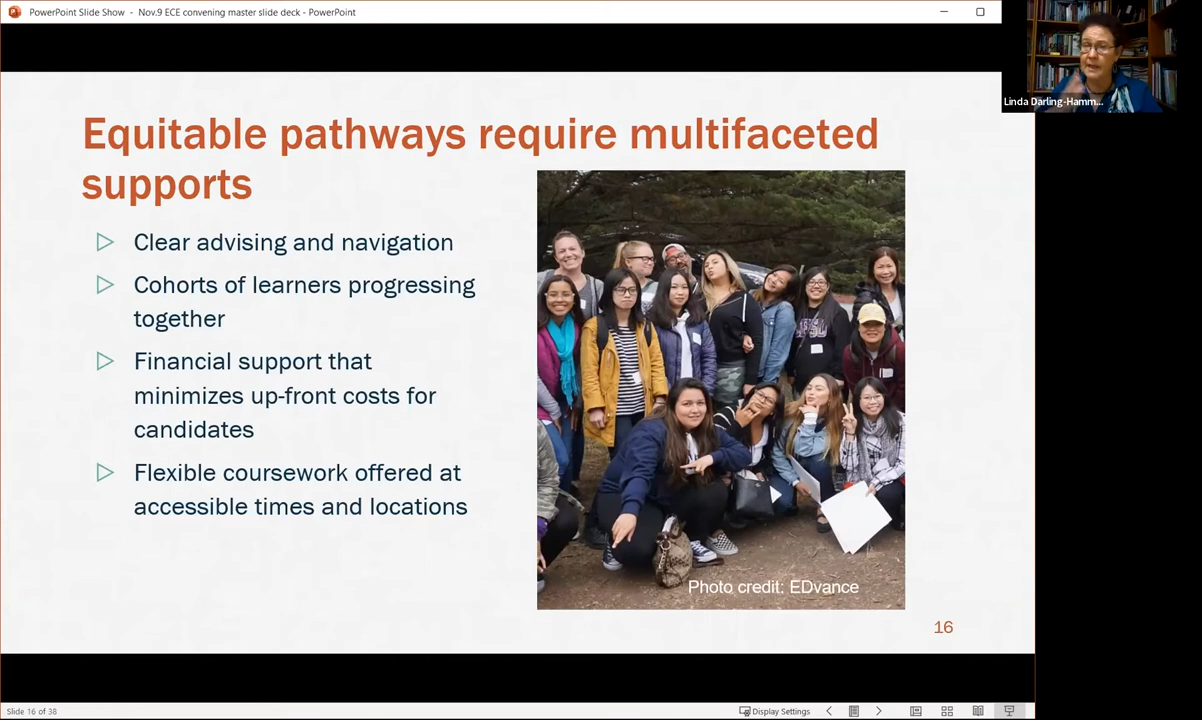 PowerPoint Slide Show - Nov.9 ECE convening master slide deck - PowerPoint
Linda Darling-Hamm...
Equitable pathways require multifaceted
supports
Clear advising and navigation
Cohorts of learners progressing
together
Financial support that
minimizes up-front costs for
candidates
Flexible coursework offered at
accessible times and locations
Photo credit: EDvance
16
Slide 16 of 38
Display Settings